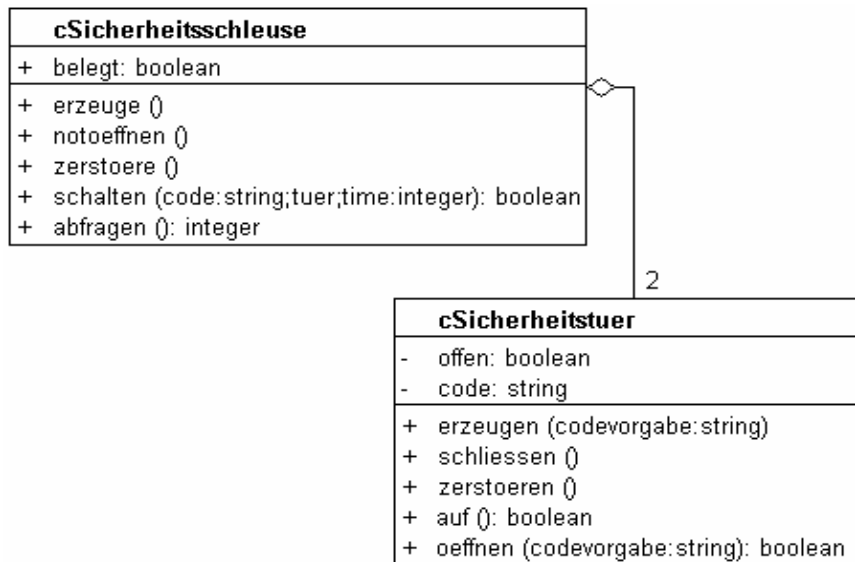 cSicherheitsschleuse
+ belegt: boolean
+ erzeuge ()
+ notoeffnen ()
+ zerstoere ()
+ schalten (code:string;tuer;time:integer): boolean
+ abfragen (): integer
2
cSicherheitstuer
- offen: boolean
- code: string
+ erzeugen (codevorgabe:string)
+ schliessen ()
+ zerstoeren ()
+ auf (): boolean
+ oeffnen (codevorgabe:string): boolean